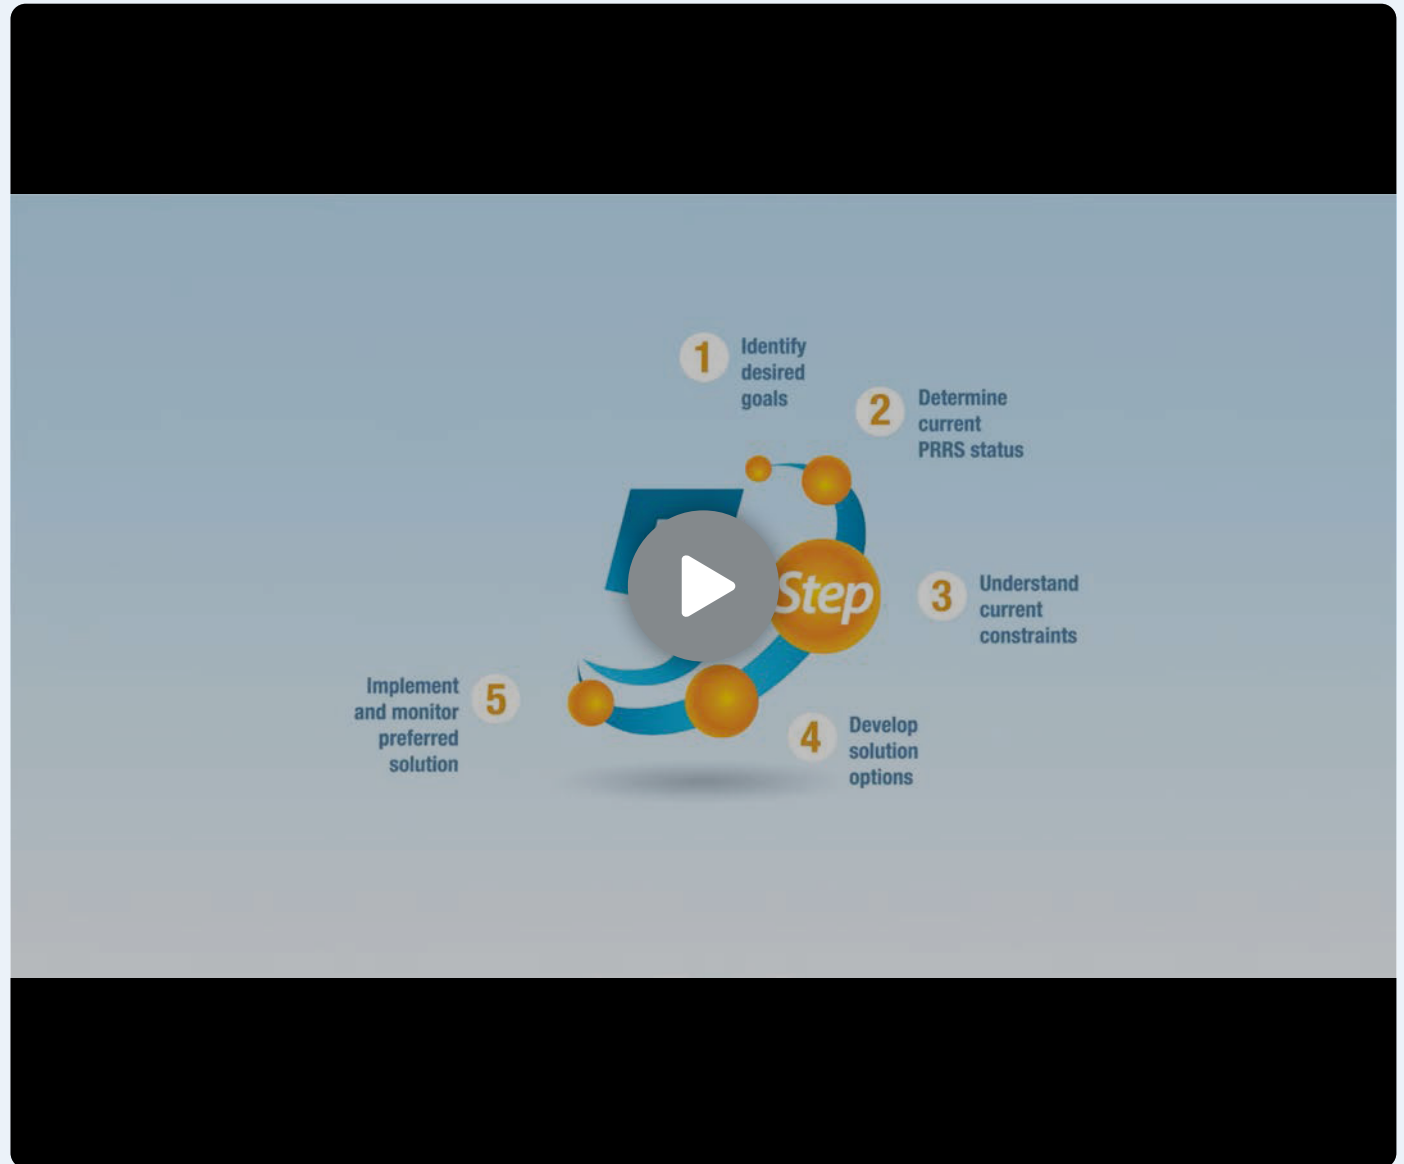 1
Identify
desired
goals
2
Determine
current
PRRS status
Step
3
Understand
current
constraints
4
Develop
solution
options
5
Implement
and monitor
preferred
solution